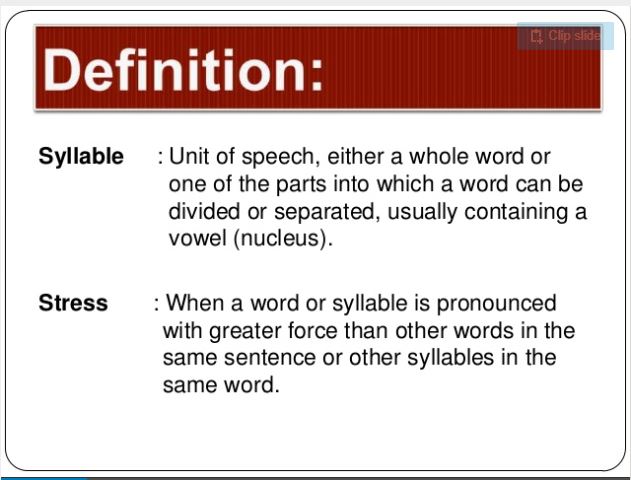 Clip slide
Definition:
Syllable : Unit of speech, either a whole word or
one of the parts into which a word can be
divided or separated, usually containing a
vowel (nucleus).
Stress : When a word or syllable is pronounced
with greater force than other words in the
same sentence or other syllables in the
same word.